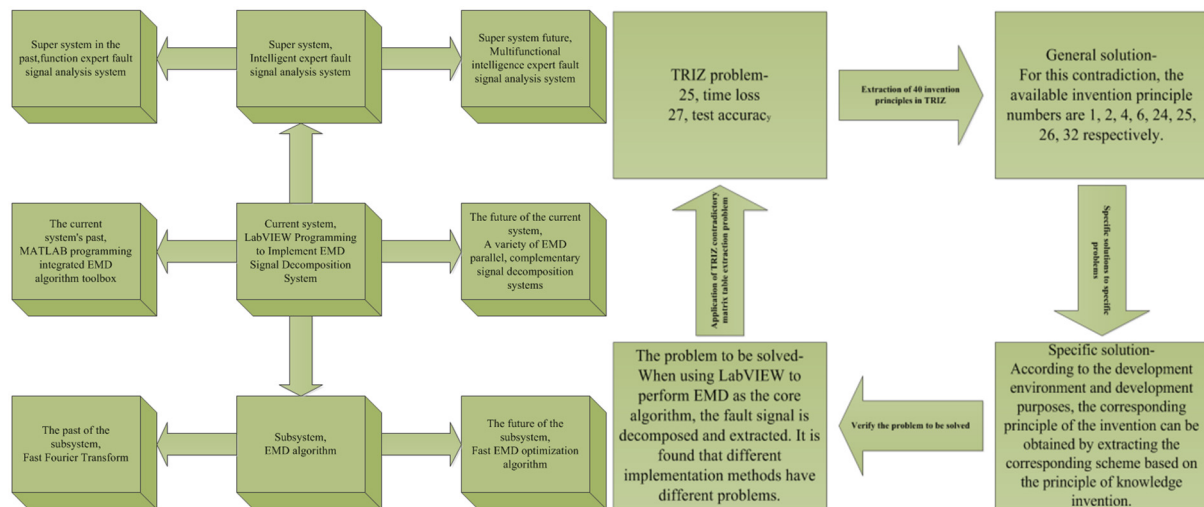 Super system in the
past,function expert fault
signal analysis system
Super system,
Intelligent expert fault
signal analysis system
Super system future,
Multifunctional
intelligence expert fault
signal analysis system
The current
system's past,
MATLAB programming
integrated EMD
algorithm toolbox
Current system,
LabVIEW Programming
to Implement EMD
Signal Decomposition
System
The future of the current
system,
A variety of EMD
parallel, complementary
signal decomposition
systems
The past of the
subsystem,
Fast Fourier Transform
Subsystem,
EMD algorithm
The future of the
subsystem,
Fast EMD optimization
algorithm
TRIZ problem-
25, time loss
27, test accuracy
Extraction of 40 invention
principles in TRIZ
General solution-
For this contradiction, the
available invention principle
numbers are 1, 2, 4, 6, 24, 25,
26, 32 respectively.
Application of TRIZ contradictory
matrix table extraction problem
Specific solutions to specific
problems
The problem to be solved-
When using LabVIEW to
perform EMD as the core
algorithm, the fault signal is
decomposed and extracted. It is
found that different
implementation methods have
different problems.
Verify the problem to be solved
Specific solution-
According to the development
environment and development
purposes, the corresponding
principle of the invention can be
obtained by extracting the
corresponding scheme based on
the principle of knowledge
invention.